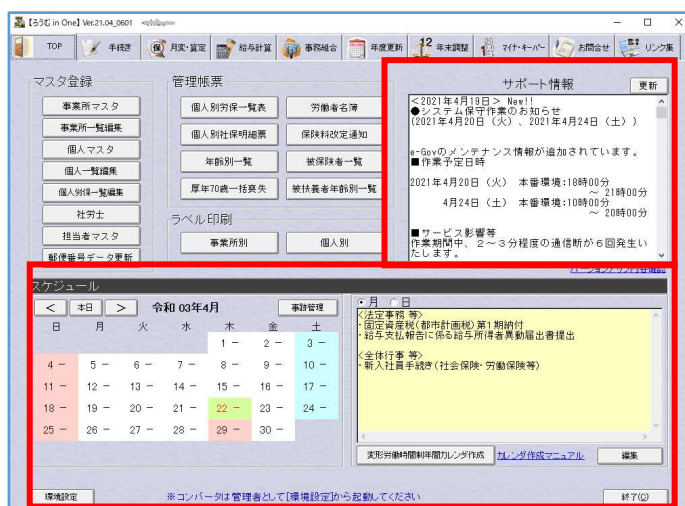 【ろうむ in One】 Ver.21.04_0601
TOP
手続き
月変・算定
給与計算
事務組合
年度更新
12 年末調整
マイナ・キーパー
お問合せ
リンク集
マスタ登録
事業所マスタ
事業所一覧編集
個人マスタ
個人一覧編集
個人労保一覧編集
社労士
担当者マスタ
郵便番号データ更新
管理帳票
個人別労保一覧表
労働者名簿
個人別社保明細票
保険料改定通知
年齢別一覧
被保険者一覧
厚年70歳一括喪失
被扶養者年齢別一覧
ラベル印刷
事業所別
個人別
サポート情報
更新
<2021年4月19日> New!!
●システム保守作業のお知らせ
(2021年4月20日（火）、2021年4月24日（土）)
e-Govのメンテナンス情報が追加されています。
■作業予定日時
2021年4月20日（火） 本番環境:18時00分
～ 21時00分
4月24日（土） 本番環境:10時00分
～ 20時00分
■サービス影響等
作業期間中、２～３分程度の通信断が６回発生い
たします。
スケジュール
< 本日 > 令和 03年4月 事跡管理
日 月 火 水 木 金 土
1 － 2 － 3 －
4 － 5 － 6 － 7 － 8 － 9 － 10 －
11 － 12 － 13 － 14 － 15 － 16 － 17 －
18 － 19 － 20 － 21 － 22 － 23 － 24 －
25 － 26 － 27 － 28 － 29 － 30 －
月 日
<法定事務 等>
・固定資産税(都市計画税)第1期納付
・給与支払報告に係る給与所得者異動届出書提出
<全体行事 等>
・新入社員手続き(社会保険・労働保険等)
変形労働時間制年間カレンダ作成
カレンダ作成マニュアル
編集
環境設定
※コンバータは管理者として[環境設定]から起動してください
終了(Q)